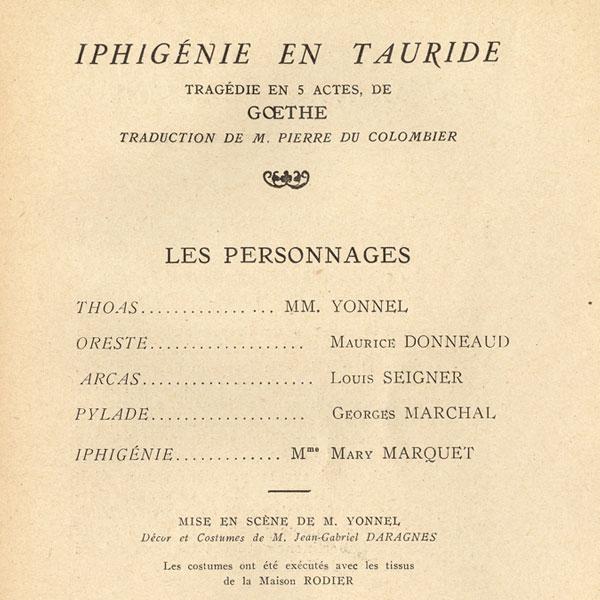 IPHIGÉNIE EN TAURIDE
TRAGÉDIE EN 5 ACTES, DE
GŒTHE
TRADUCTION DE M. PIERRE DU COLOMBIER
LES PERSONNAGES
THOAS................ MM. YONNEL
ORESTE................... Maurice DONNEAUD
ARCAS..................... Louis SEIGNER
PYLADE................... Georges MARCHAL
IPHIGÉNIE............. Mme Mary MARQUET
MISE EN SCÈNE DE M. YONNEL
Décor et Costumes de M. Jean-Gabriel DARAGNES
Les costumes ont été exécutés avec les tissus
de la Maison RODIER